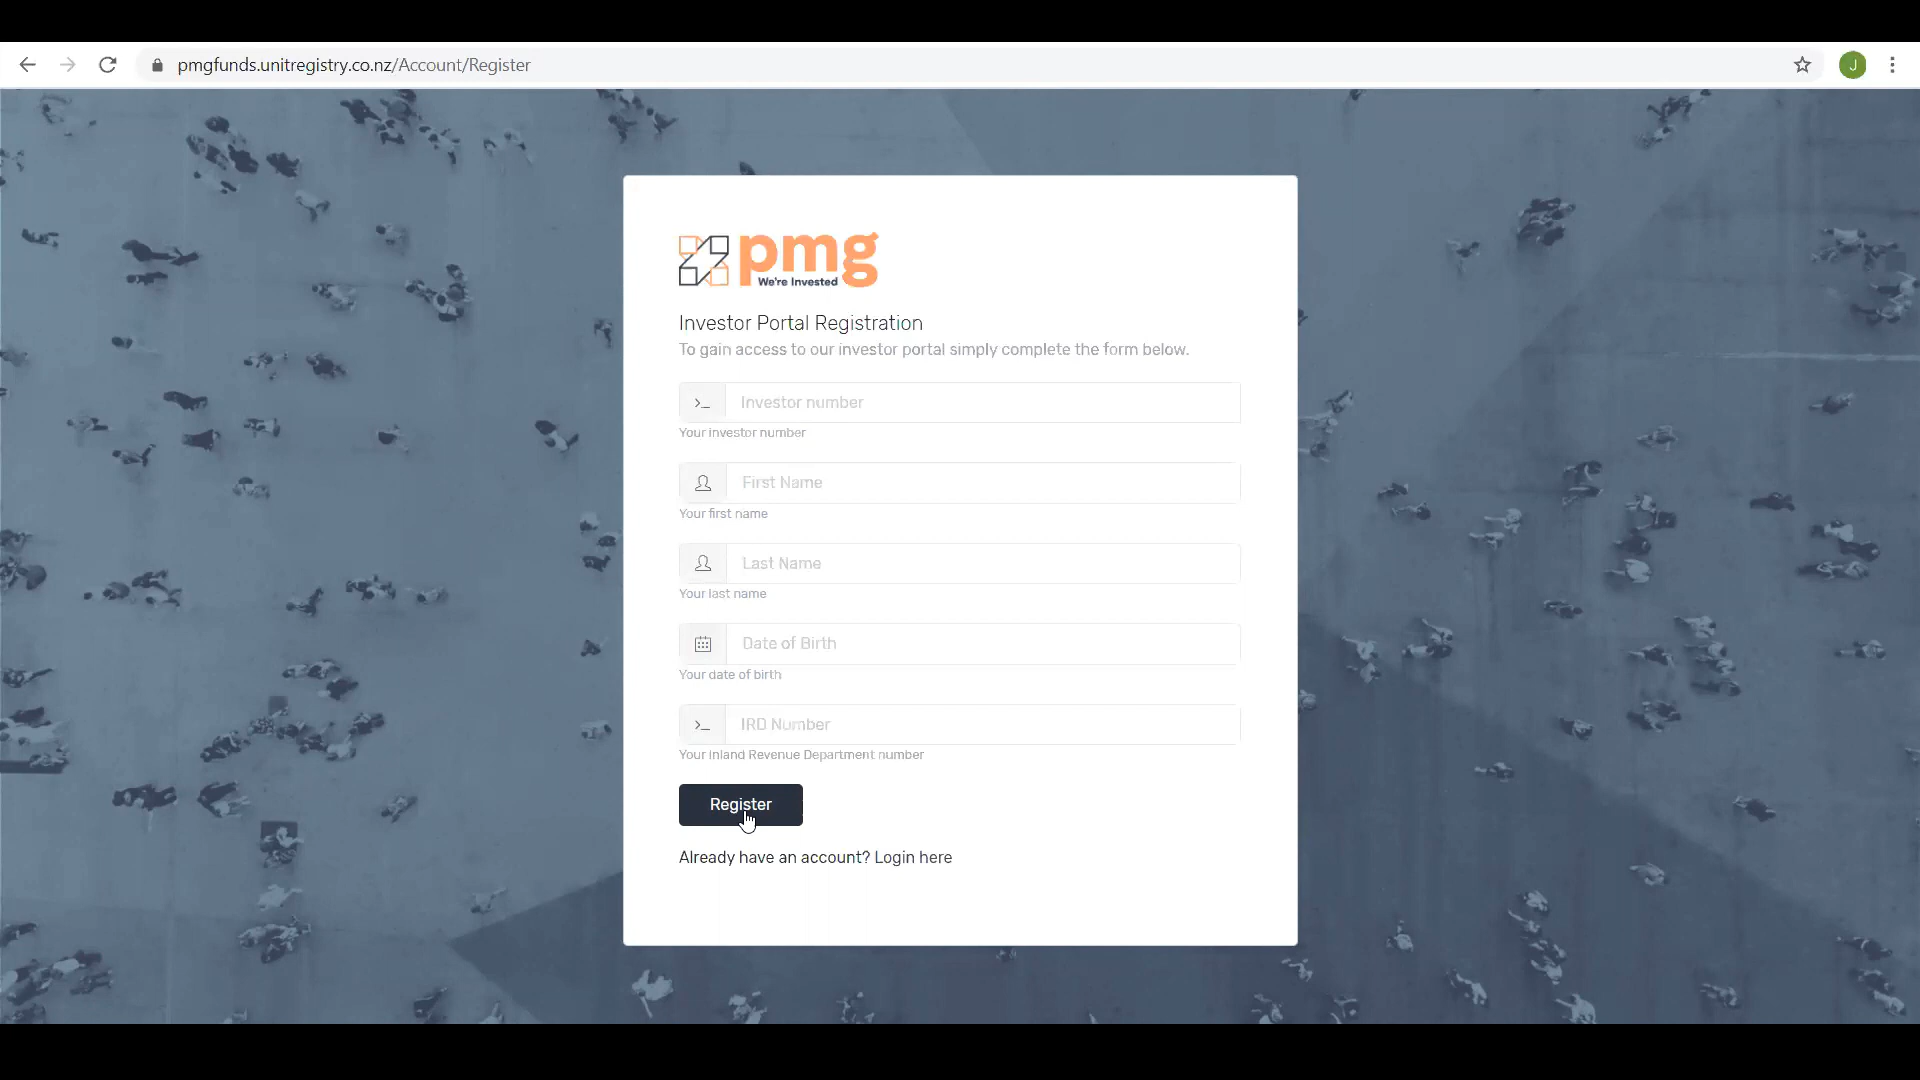 pmgfunds.unitregistry.co.nz/Account/Register
J
pmg
We're Invested
Investor Portal Registration
To gain access to our investor portal simply complete the form below.
>_ Investor number
Your investor number
First Name
Your first name
Last Name
Your last name
Date of Birth
Your date of birth
>_ IRD Number
Your Inland Revenue Department number
Register
Already have an account? Login here